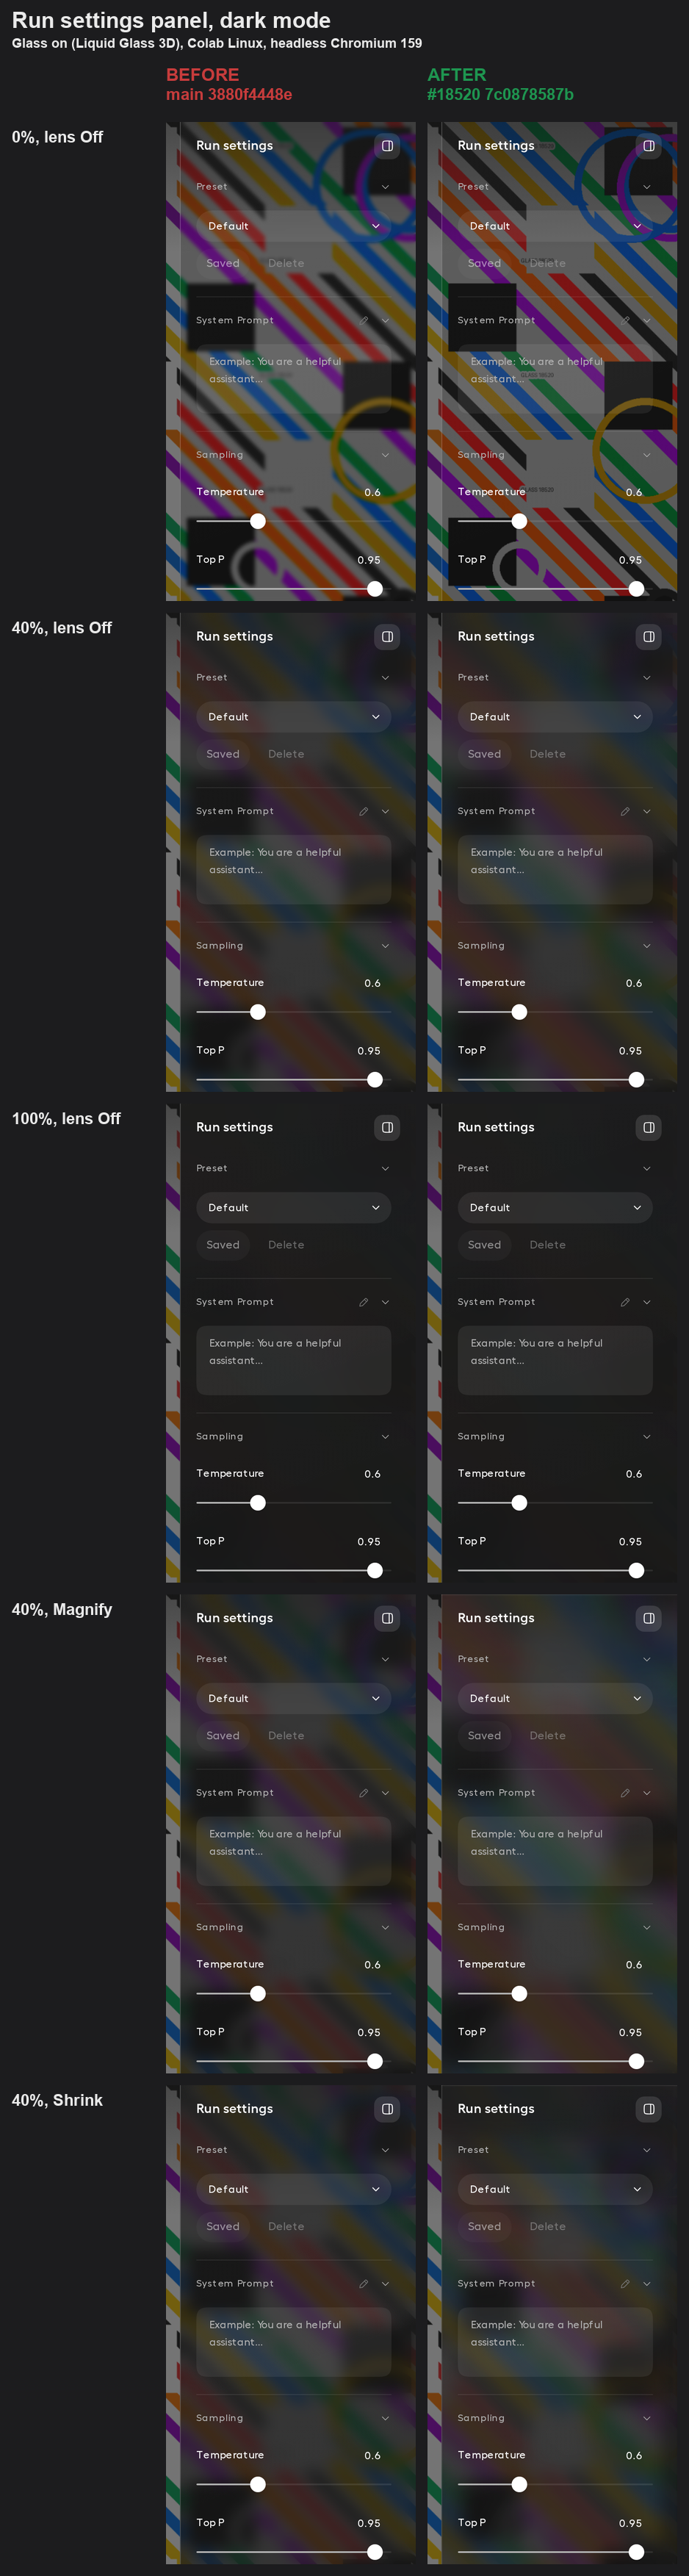 Run settings panel, dark mode
Glass on (Liquid Glass 3D), Colab Linux, headless Chromium 159
BEFORE
main 3880f4448e
AFTER
#18520 7c0878587b
0%, lens Off
Run settings
Preset
Default
Saved Delete
System Prompt
Example: You are a helpful
assistant...
Sampling
Temperature 0.6
Top P 0.95
Run settings
Preset
Default
Saved Delete
System Prompt
Example: You are a helpful
assistant...
Sampling
Temperature 0.6
Top P 0.95
40%, lens Off
Run settings
Preset
Default
Saved Delete
System Prompt
Example: You are a helpful
assistant...
Sampling
Temperature 0.6
Top P 0.95
Run settings
Preset
Default
Saved Delete
System Prompt
Example: You are a helpful
assistant...
Sampling
Temperature 0.6
Top P 0.95
100%, lens Off
Run settings
Preset
Default
Saved Delete
System Prompt
Example: You are a helpful
assistant...
Sampling
Temperature 0.6
Top P 0.95
Run settings
Preset
Default
Saved Delete
System Prompt
Example: You are a helpful
assistant...
Sampling
Temperature 0.6
Top P 0.95
40%, Magnify
Run settings
Preset
Default
Saved Delete
System Prompt
Example: You are a helpful
assistant...
Sampling
Temperature 0.6
Top P 0.95
Run settings
Preset
Default
Saved Delete
System Prompt
Example: You are a helpful
assistant...
Sampling
Temperature 0.6
Top P 0.95
40%, Shrink
Run settings
Preset
Default
Saved Delete
System Prompt
Example: You are a helpful
assistant...
Sampling
Temperature 0.6
Top P 0.95
Run settings
Preset
Default
Saved Delete
System Prompt
Example: You are a helpful
assistant...
Sampling
Temperature 0.6
Top P 0.95